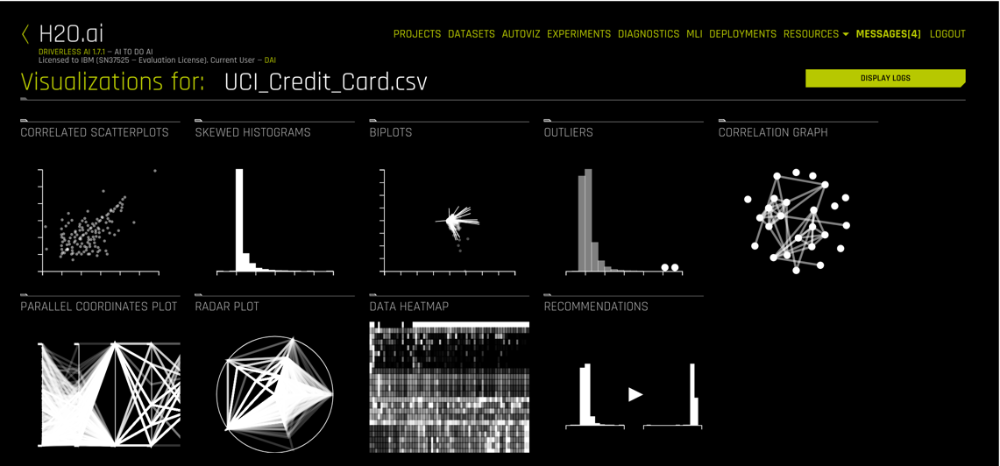 H2O.ai
PROJECTS DATASETS AUTOVIZ EXPERIMENTS DIAGNOSTICS MLI DEPLOYMENTS RESOURCES MESSAGES[4] LOGOUT
DRIVERLESS AI 1.7.1 — AI TO DO AI
Licensed to IBM (SN37525 — Evaluation License), Current User — DAI
Visualizations for: UCI_Credit_Card.csv
DISPLAY LOGS
CORRELATED SCATTERPLOTS SKEWED HISTOGRAMS BIPLOTS OUTLIERS CORRELATION GRAPH
PARALLEL COORDINATES PLOT RADAR PLOT DATA HEATMAP RECOMMENDATIONS